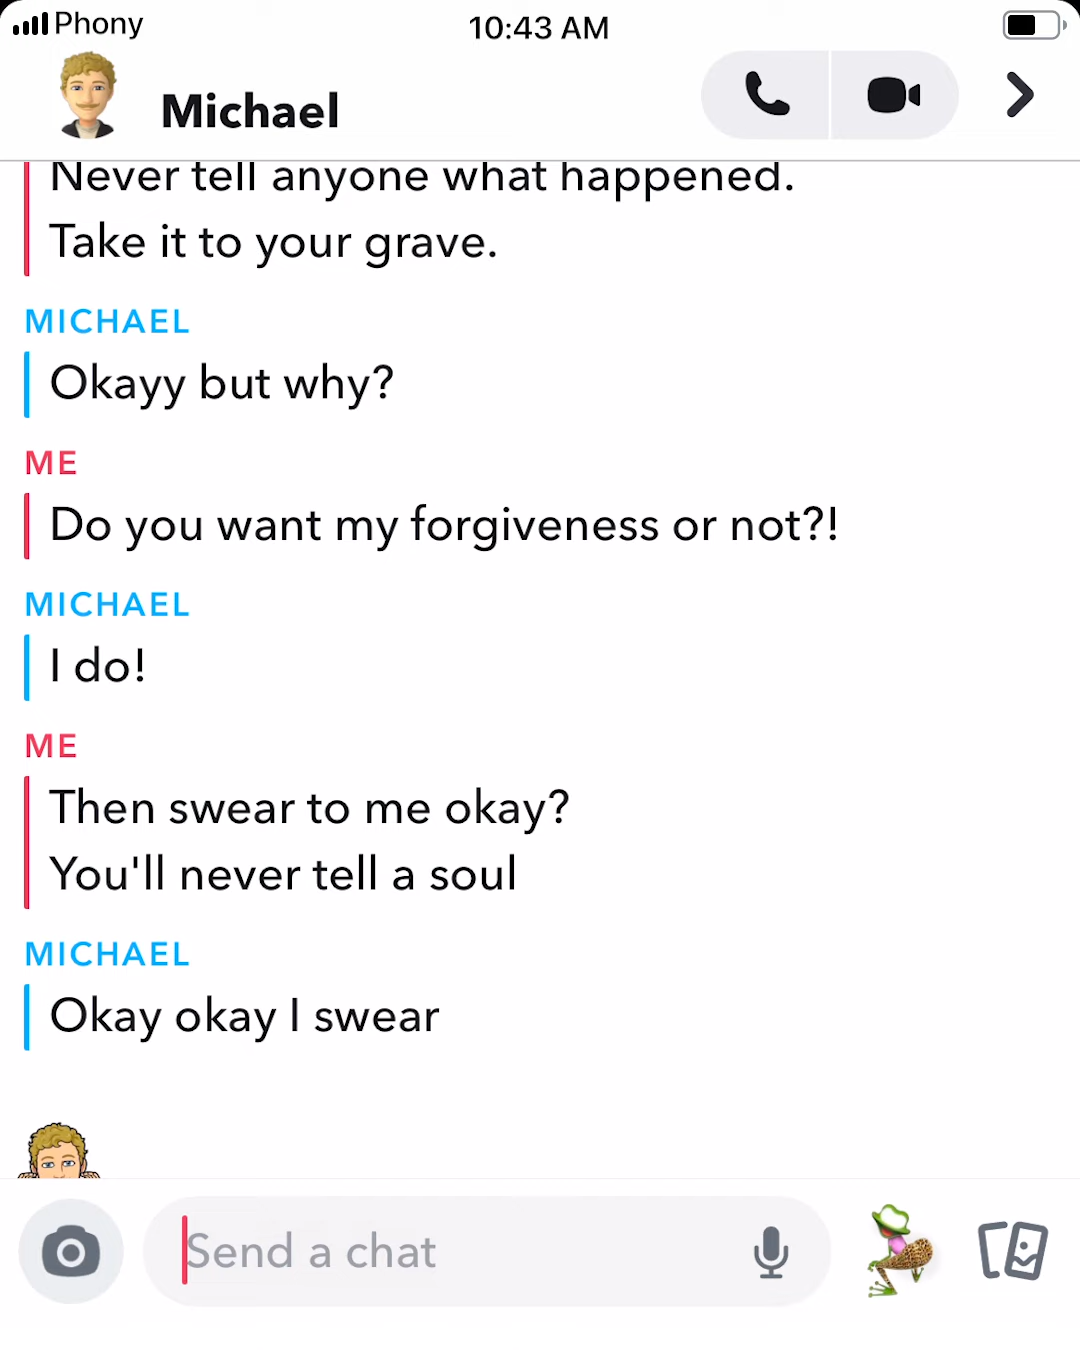 Phony
10:43 AM
Michael
Never tell anyone what happened.
Take it to your grave.
MICHAEL
Okayy but why?
ME
Do you want my forgiveness or not?!
MICHAEL
I do!
ME
Then swear to me okay?
You'll never tell a soul
MICHAEL
Okay okay I swear
Send a chat